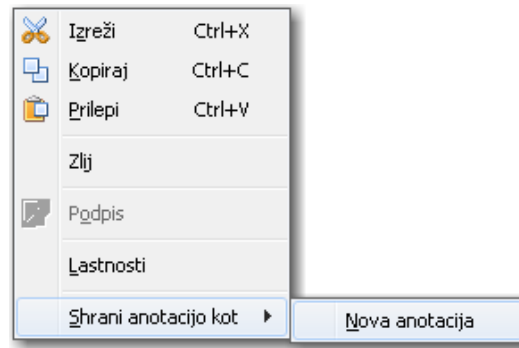 Izreži Ctrl+X
Kopiraj Ctrl+C
Prilepi Ctrl+V
Zlij
Podpis
Lastnosti
Shrani anotacijo kot Nova anotacija